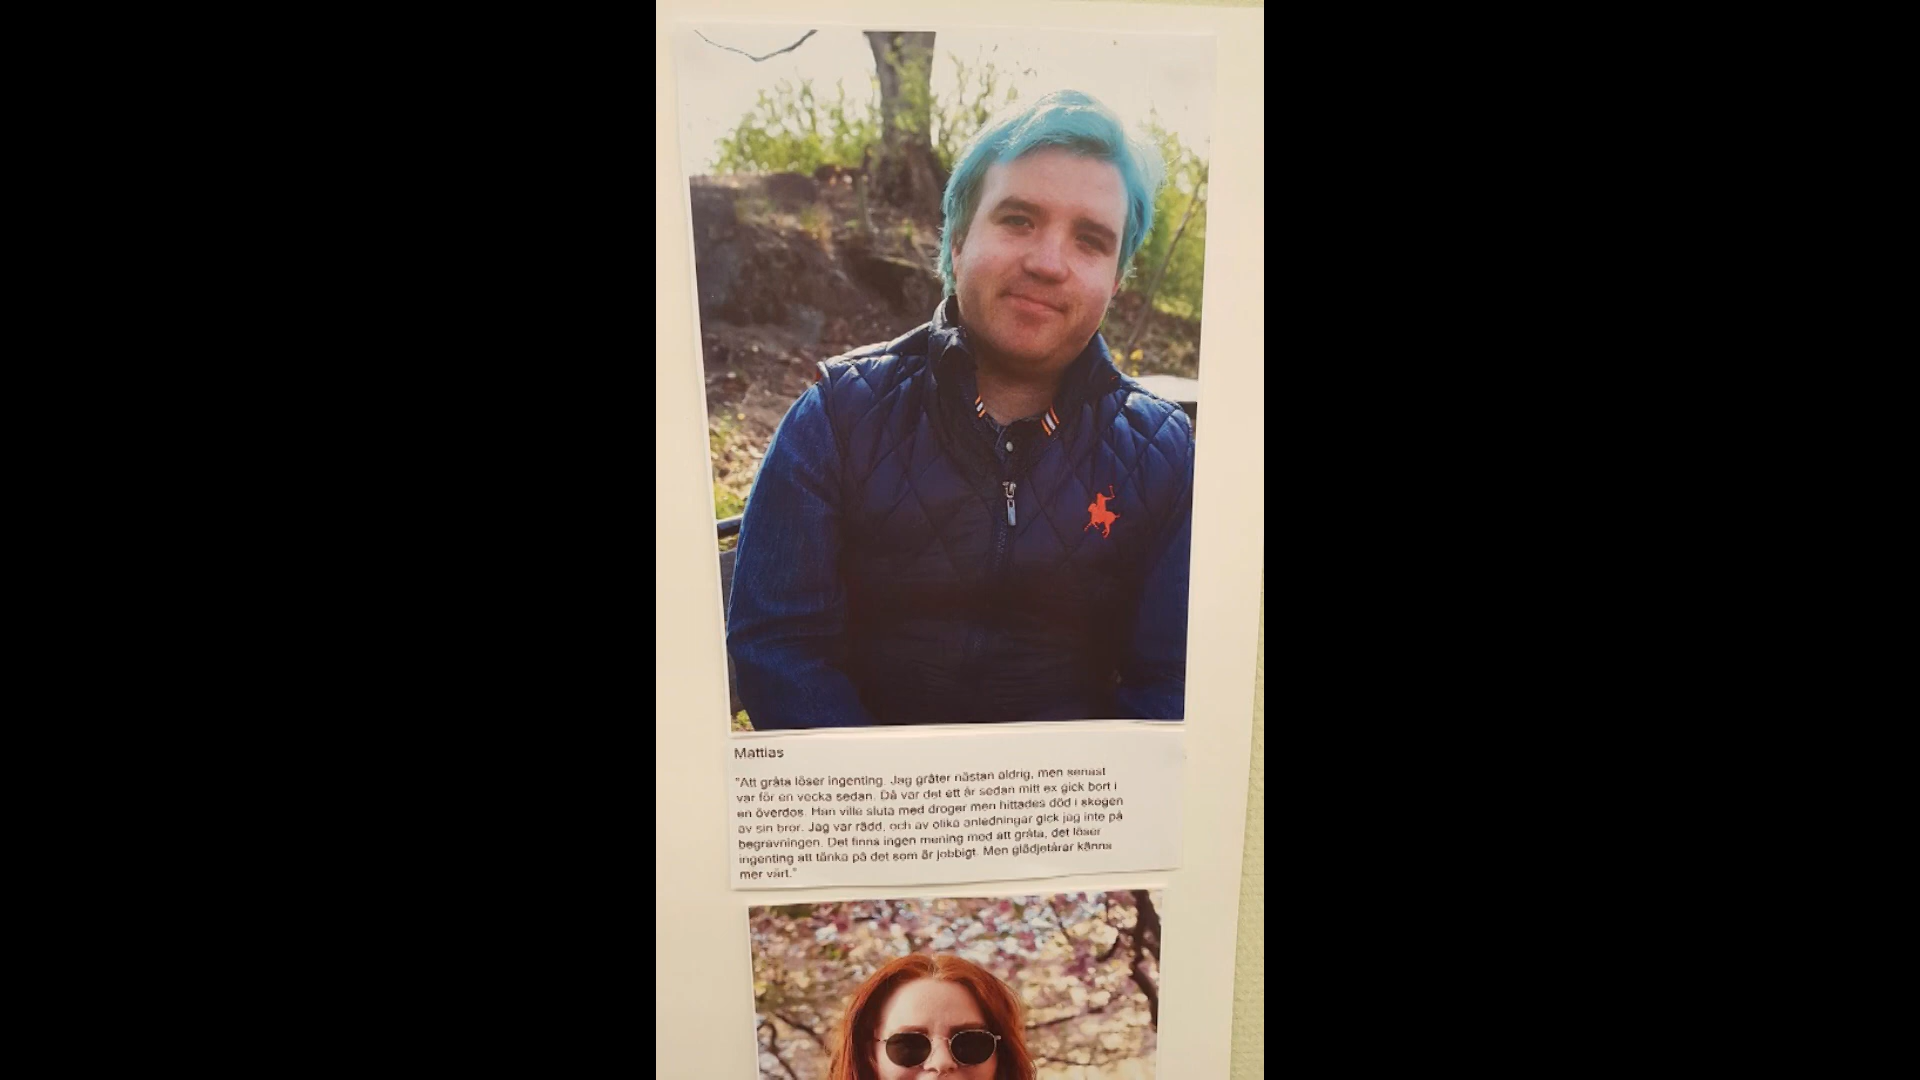 Mattias
"Att gråta löser ingenting. Jag gråter nästan aldrig, men senast
var för en vecka sedan. Då var det ett år sedan mitt ex gick bort i
en överdos. Han ville sluta med droger men hittades död i skogen
av sin bror. Jag var rädd, och av olika anledningar gick jag inte på
begravningen. Det finns ingen mening med att gråta, det löser
ingenting att tänka på det som är jobbigt. Men glädjetårar känns
mer värt."